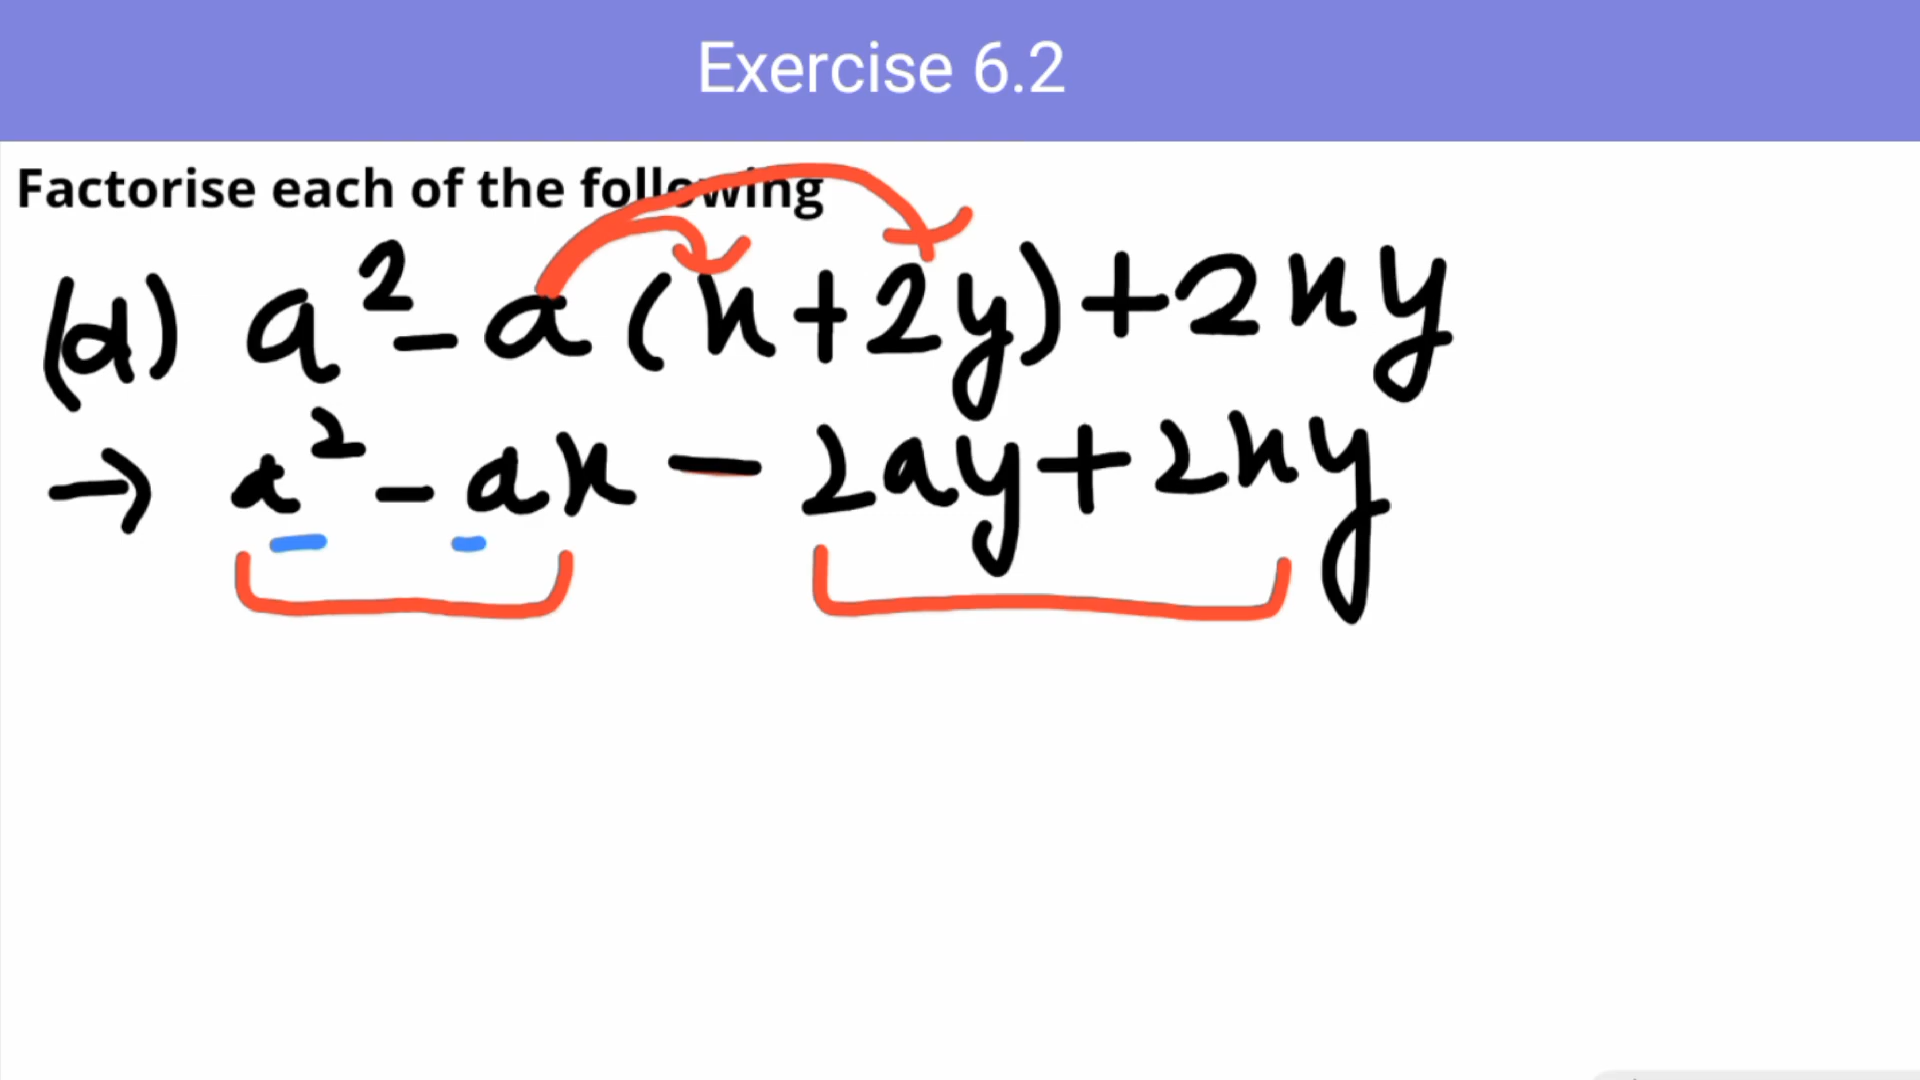 Exercise 6.2
Factorise each of the following
(d) a² - a (x+2y) + 2xy
→ a² - ax - 2ay + 2xy